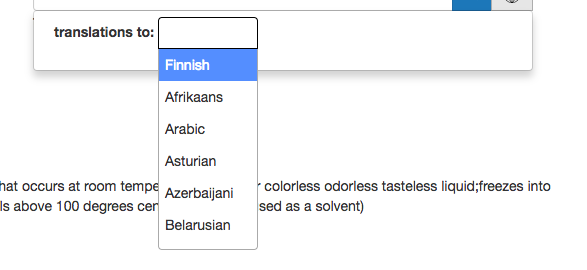 translations to:
Finnish
Afrikaans
Arabic
Asturian
Azerbaijani
Belarusian
hat occurs at room tempe r colorless odorless tasteless liquid;freezes into
ls above 100 degrees cen sed as a solvent)